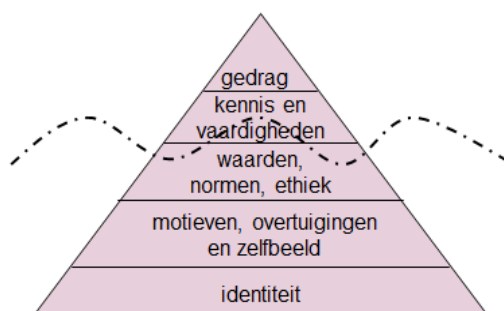 gedrag
kennis en
vaardigheden
waarden,
normen, ethiek
motieven, overtuigingen
en zelfbeeld
identiteit